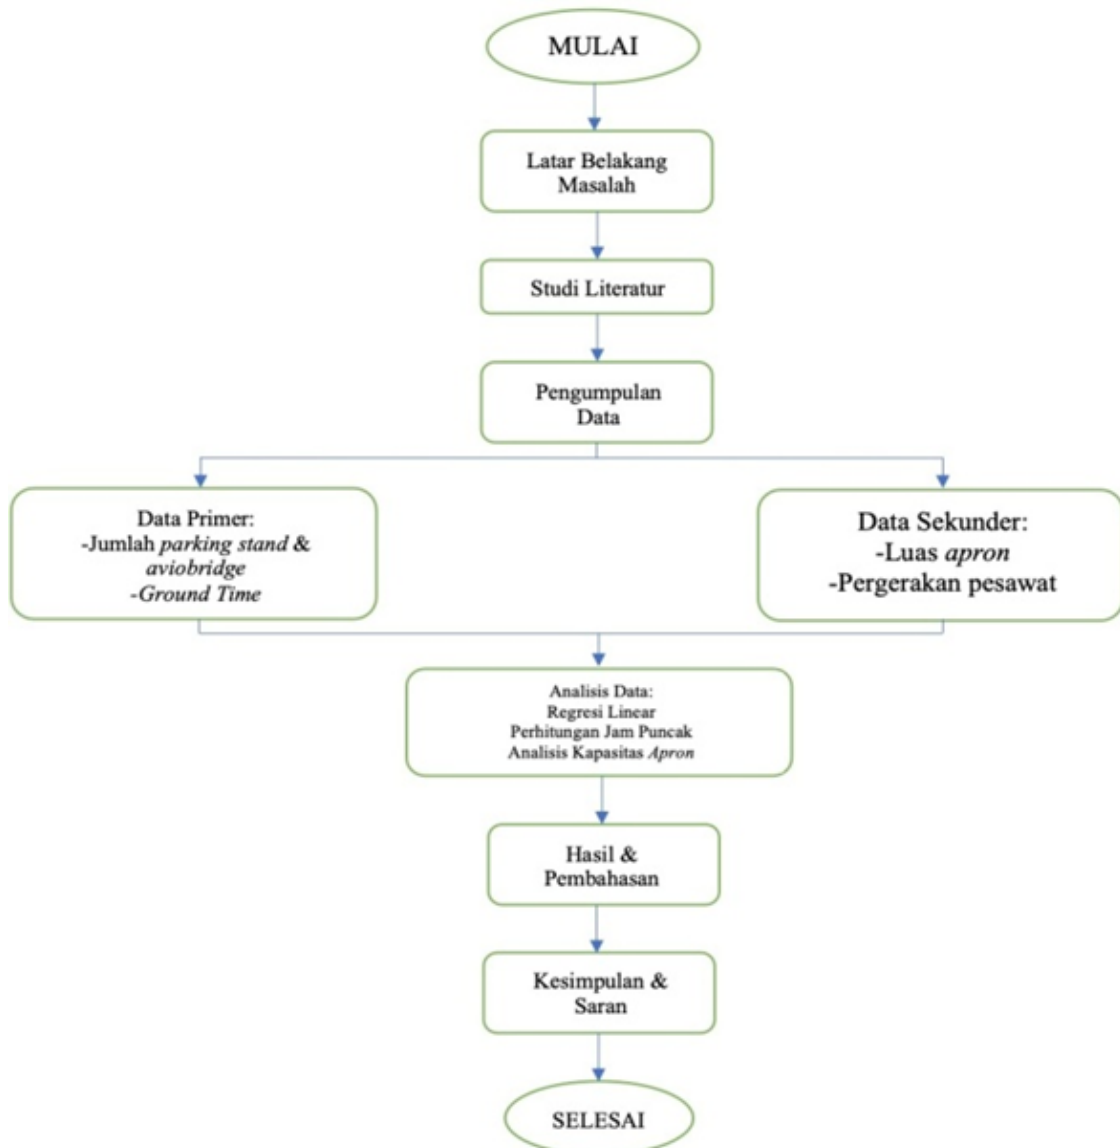 MULAI
Latar Belakang
Masalah
Studi Literatur
Pengumpulan
Data
Data Primer:
-Jumlah parking stand &
aviobridge
-Ground Time
Data Sekunder:
-Luas apron
-Pergerakan pesawat
Analisis Data:
Regresi Linear
Perhitungan Jam Puncak
Analisis Kapasitas Apron
Hasil &
Pembahasan
Kesimpulan &
Saran
SELESAI